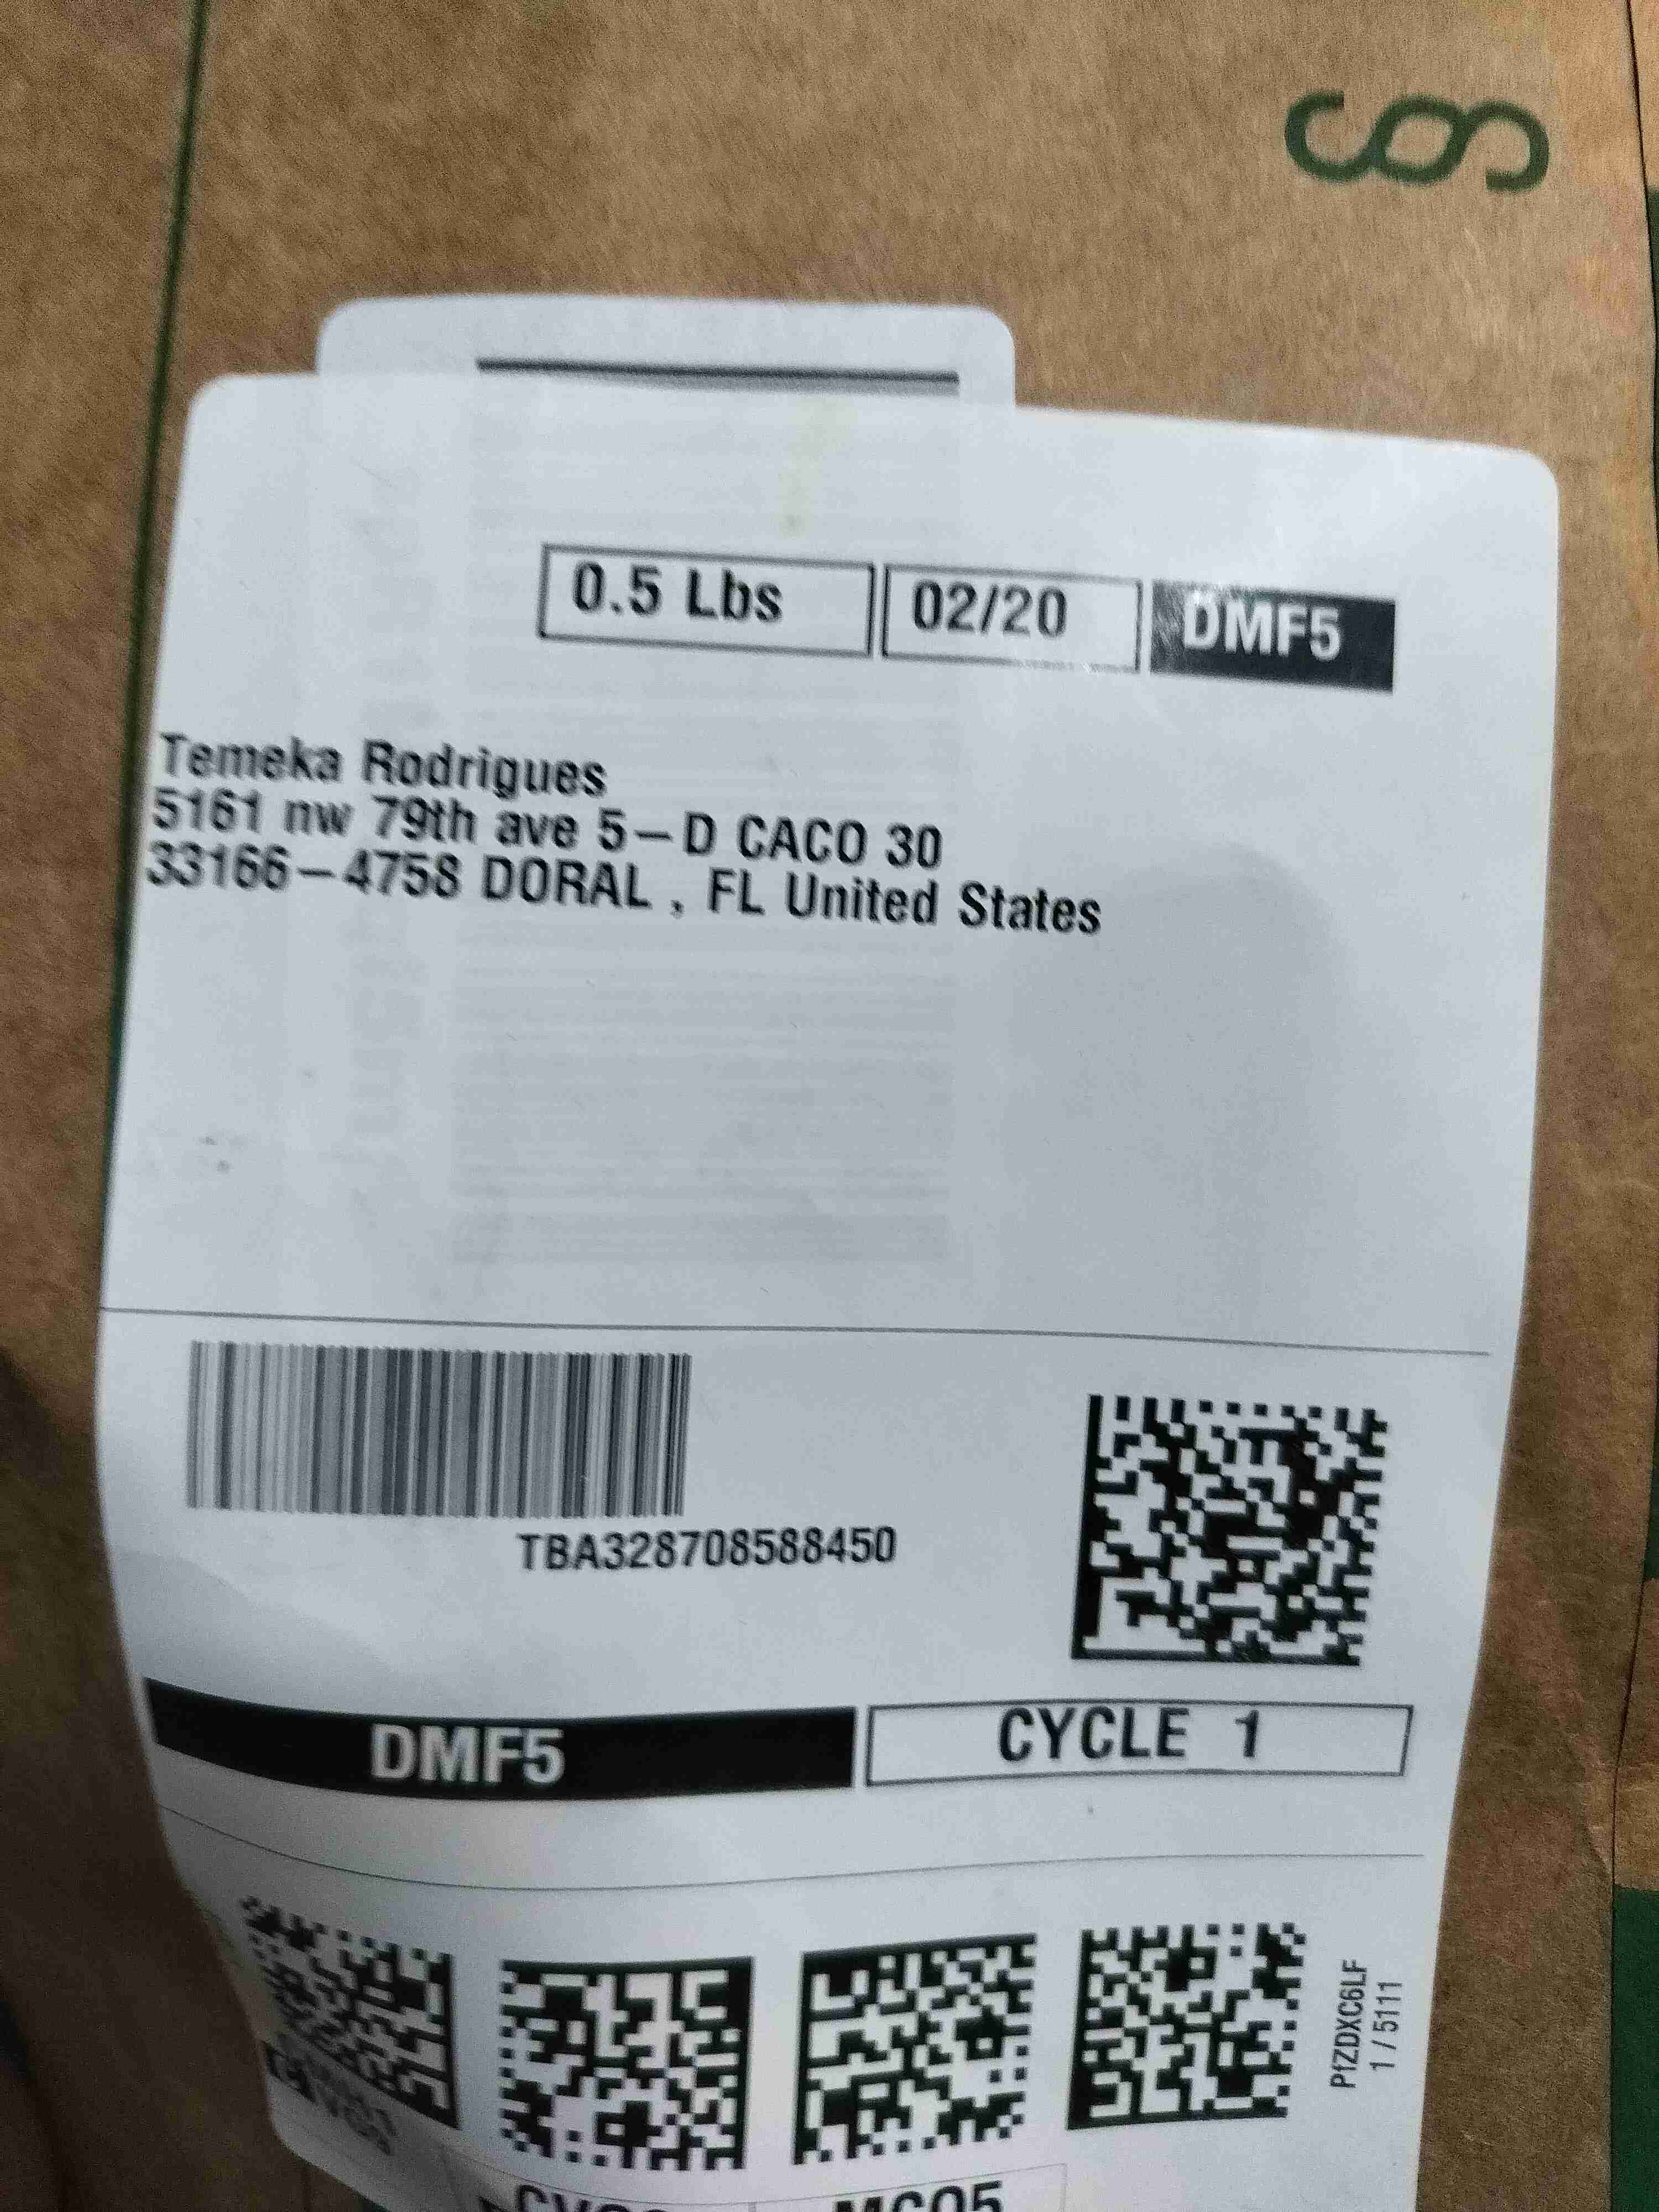 0.5 Lbs 02/20 DMF5
Temeka Rodrigues
5161 nw 79th ave 5-D CACO 30
33166-4758 DORAL , FL United States
TBA328708588450
DMF5 CYCLE 1
PfZDXC6LF
1/5111